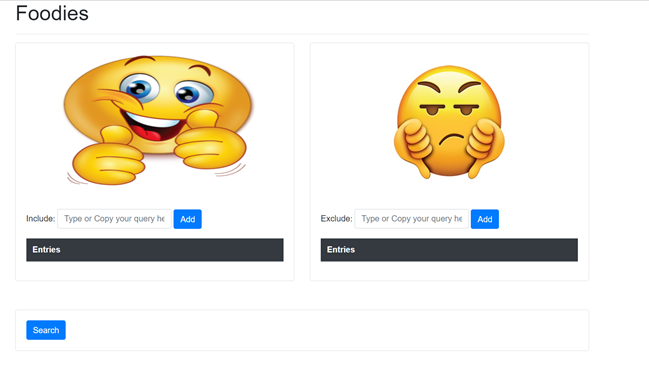 Foodies
Include: Type or Copy your query he Add
Exclude: Type or Copy your query he Add
Entries
Entries
Search